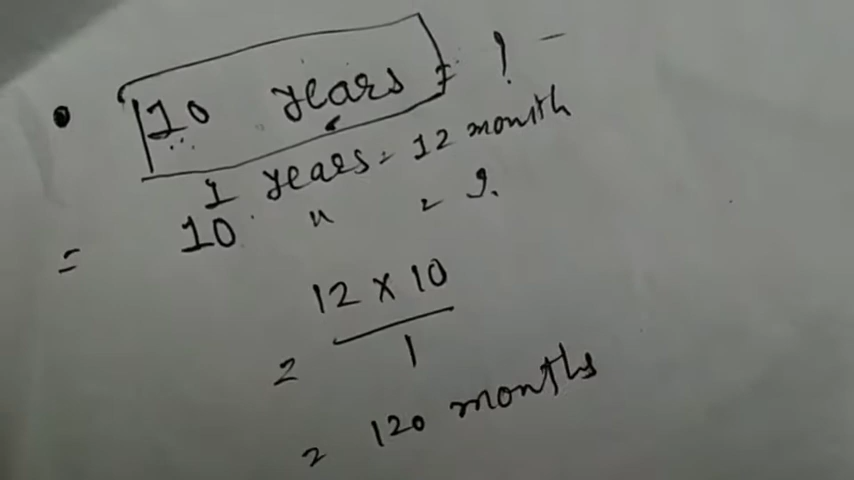 10 years = ?
1 years = 12 month
= 10 " = ?
= 12 x 10
1
= 120 months